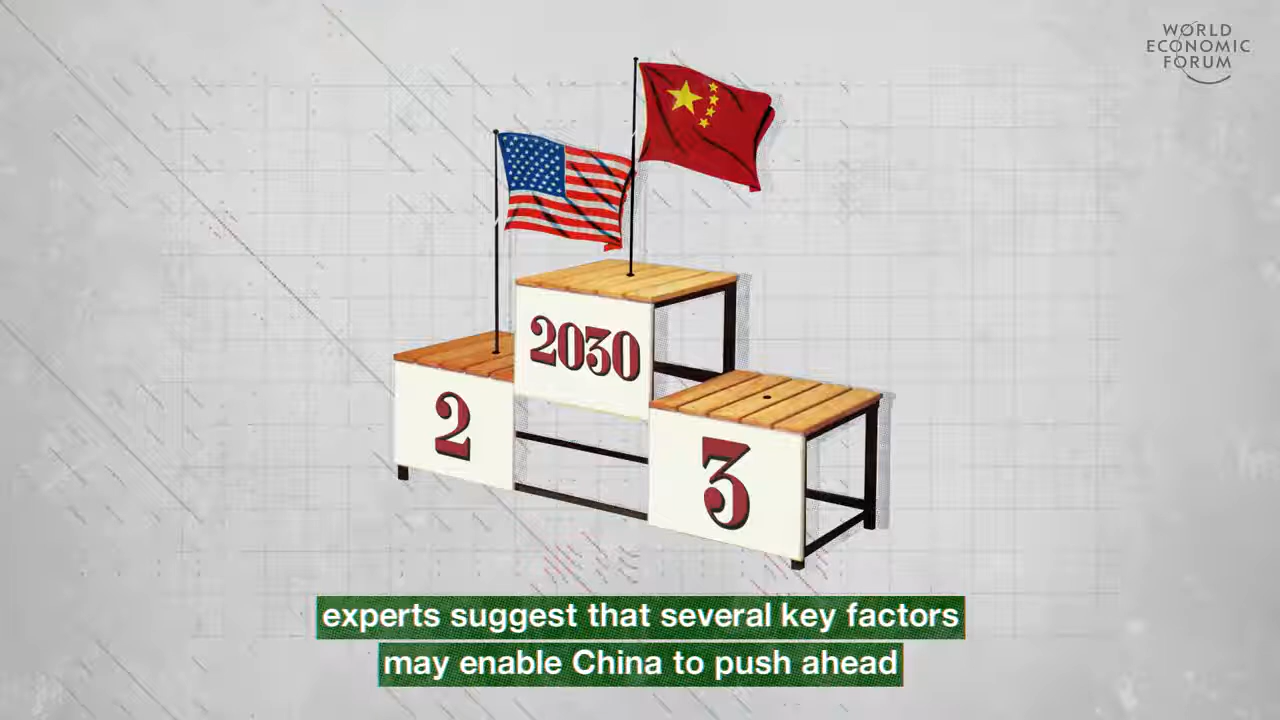 WORLD
ECONOMIC
FORUM
2030
2
3
experts suggest that several key factors
may enable China to push ahead